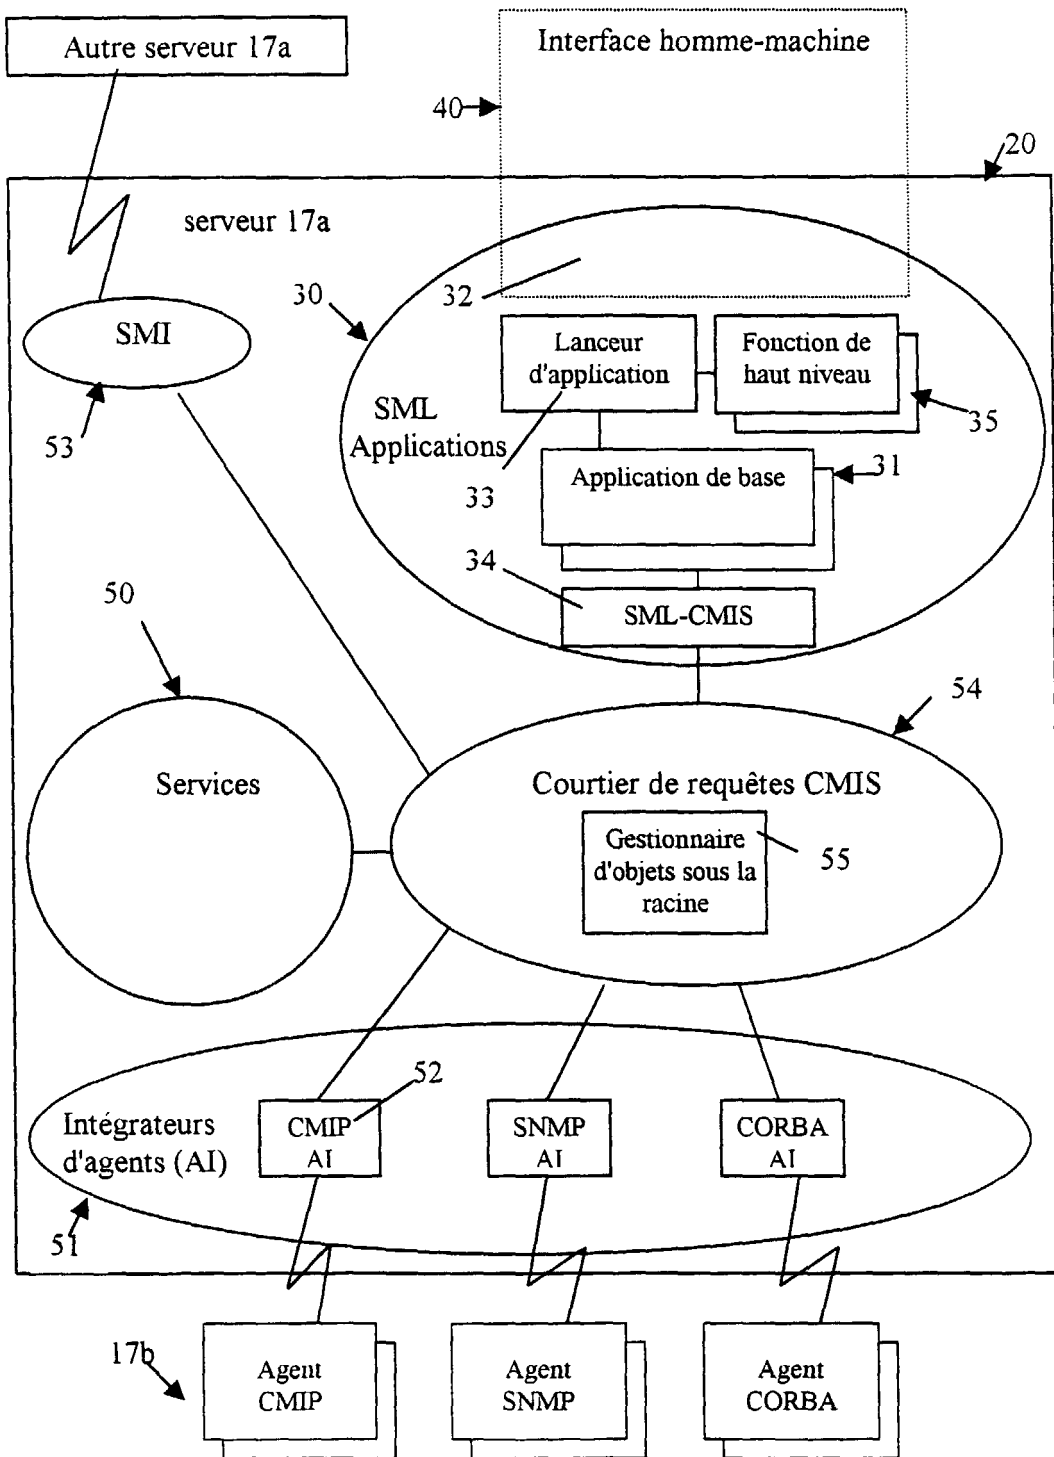 Autre serveur 17a
Interface homme-machine
40
20
serveur 17a
30
32
SMI
53
Lanceur
d'application
Fonction de
haut niveau
35
SML
Applications
33
Application de base
31
34
SML-CMIS
50
54
Services
Courtier de requêtes CMIS
Gestionnaire
d'objets sous la
racine
55
52
Intégrateurs
d'agents (AI)
CMIP
AI
SNMP
AI
CORBA
AI
51
17b
Agent
CMIP
Agent
SNMP
Agent
CORBA